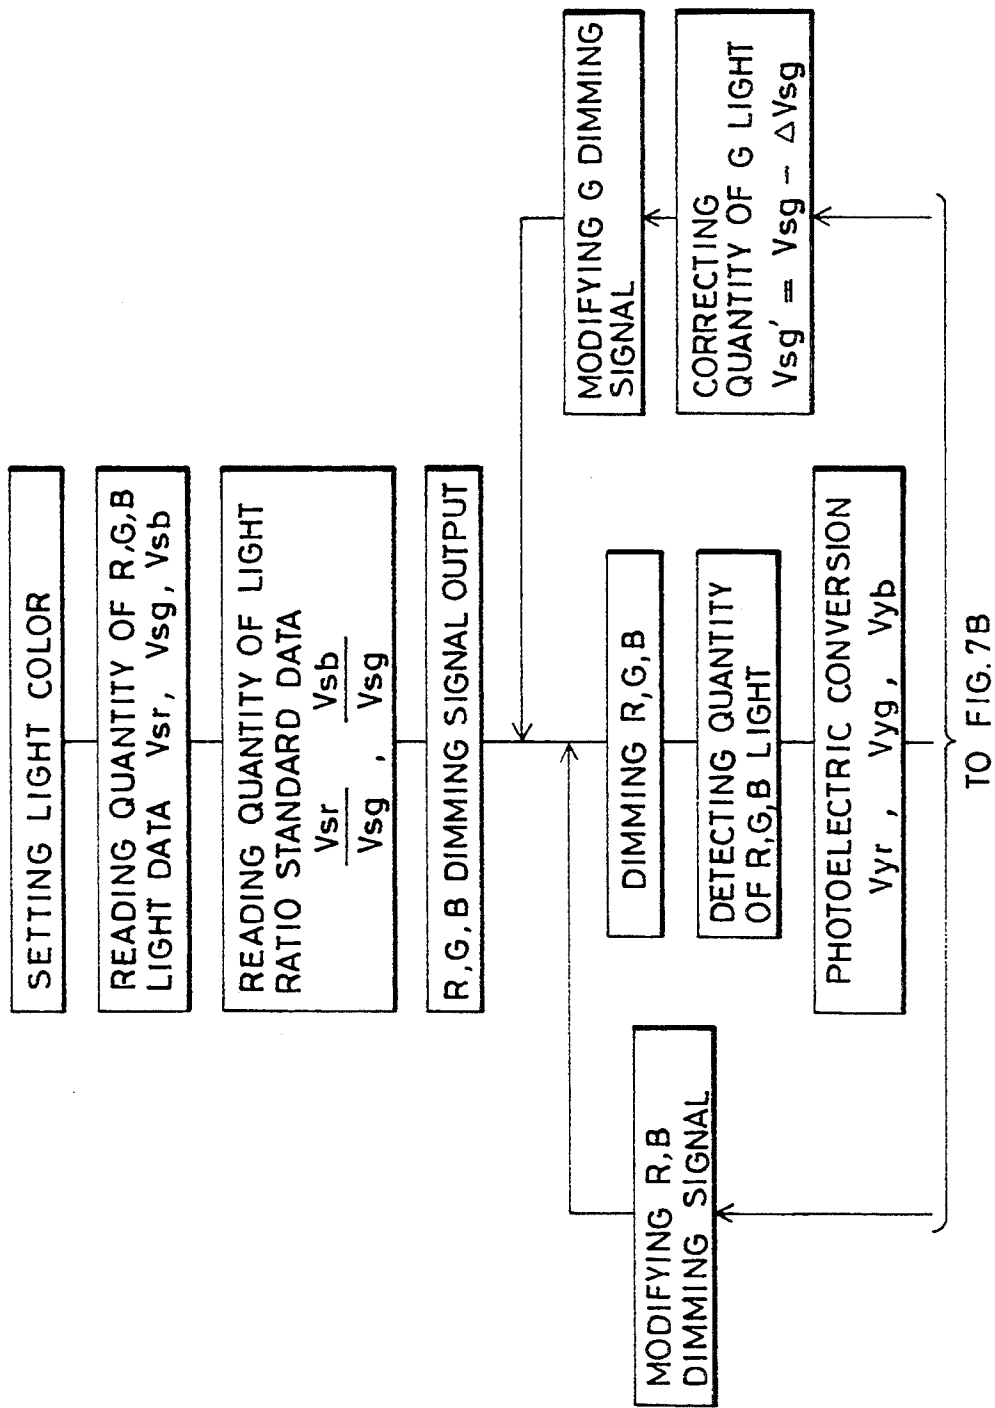 SETTING LIGHT COLOR
READING QUANTITY OF R,G,B
LIGHT DATA Vsr, Vsg, Vsb
READING QUANTITY OF LIGHT
RATIO STANDARD DATA
Vsr Vsb
Vsg , Vsg
R,G,B DIMMING SIGNAL OUTPUT
MODIFYING G DIMMING
SIGNAL
CORRECTING
QUANTITY OF G LIGHT
Vsg' = Vsg - △Vsg
DIMMING R,G,B
DETECTING QUANTITY
OF R,G,B LIGHT
PHOTOELECTRIC CONVERSION
Vyr , Vyg , Vyb
MODIFYING R,B
DIMMING SIGNAL
TO FIG. 7B